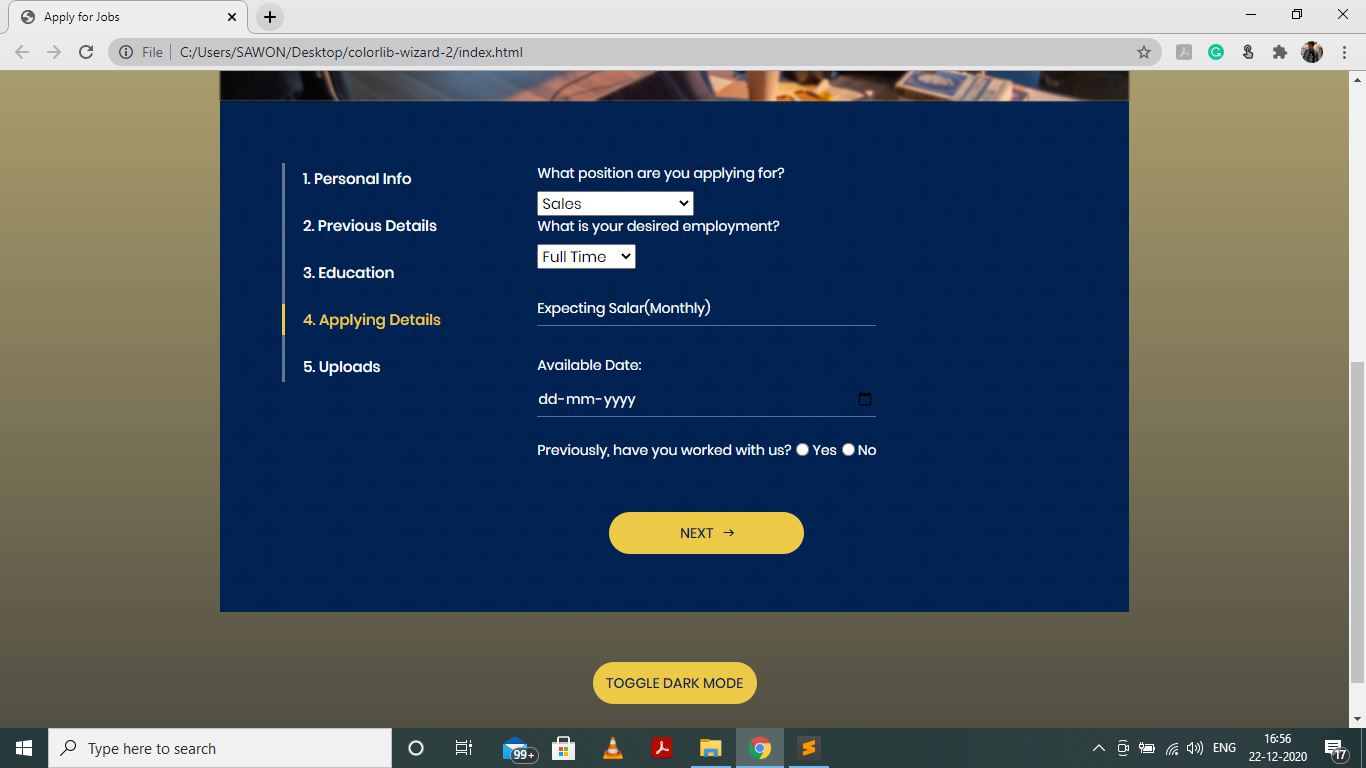 Apply for Jobs
File
C:/Users/SAWON/Desktop/colorlib-wizard-2/index.html
1. Personal Info
2. Previous Details
3. Education
4. Applying Details
5. Uploads
What position are you applying for?
Sales
What is your desired employment?
Full Time
Expecting Salar(Monthly)
Available Date:
dd-mm-yyyy
Previously, have you worked with us? Yes No
NEXT →
TOGGLE DARK MODE
Type here to search
99+
ENG
16:56
22-12-2020
17